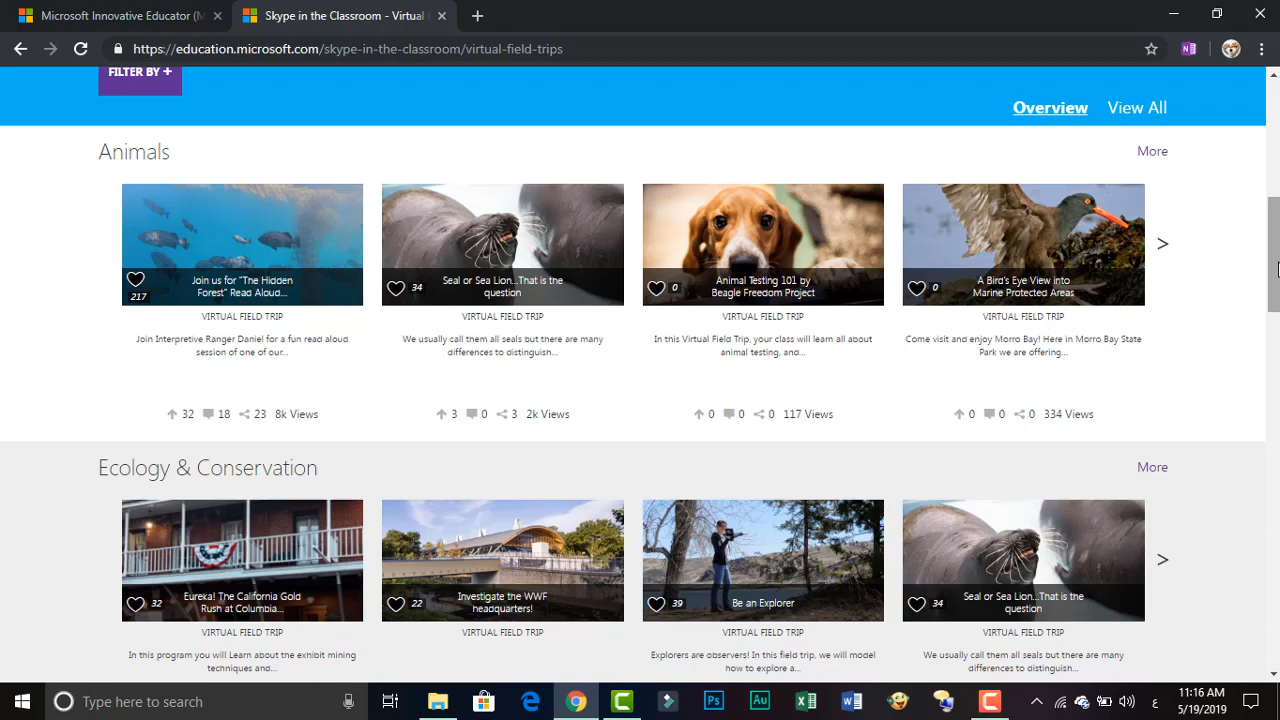 Microsoft Innovative Educator (M
Skype in the Classroom - Virtual
https://education.microsoft.com/skype-in-the-classroom/virtual-field-trips
FILTER BY +
Overview View All
Animals
More
217
Join us for "The Hidden
Forest" Read Aloud...
34
Seal or Sea Lion...That is the
question
0
Animal Testing 101 by
Beagle Freedom Project
0
A Bird's Eye View into
Marine Protected Areas
>
VIRTUAL FIELD TRIP
VIRTUAL FIELD TRIP
VIRTUAL FIELD TRIP
VIRTUAL FIELD TRIP
Join Interpretive Ranger Daniel for a fun read aloud
session of one of our...
We usually call them all seals but there are many
differences to distinguish...
In this Virtual Field Trip, your class will learn all about
animal testing, and...
Come visit and enjoy Morro Bay! Here in Morro Bay State
Park we are offering...
32 18 23 8k Views
3 0 3 2k Views
0 0 0 117 Views
0 0 0 334 Views
Ecology & Conservation
More
32
Eureka! The California Gold
Rush at Columbia...
22
Investigate the WWF
headquarters!
39
Be an Explorer
34
Seal or Sea Lion...That is the
question
>
VIRTUAL FIELD TRIP
VIRTUAL FIELD TRIP
VIRTUAL FIELD TRIP
VIRTUAL FIELD TRIP
In this program you will Learn about the exhibit mining
techniques and...
Explorers are observers! In this field trip, we will model
how to explore a...
We usually call them all seals but there are many
differences to distinguish...
Type here to search
Ps
Au
ع
11:16 AM
5/19/2019